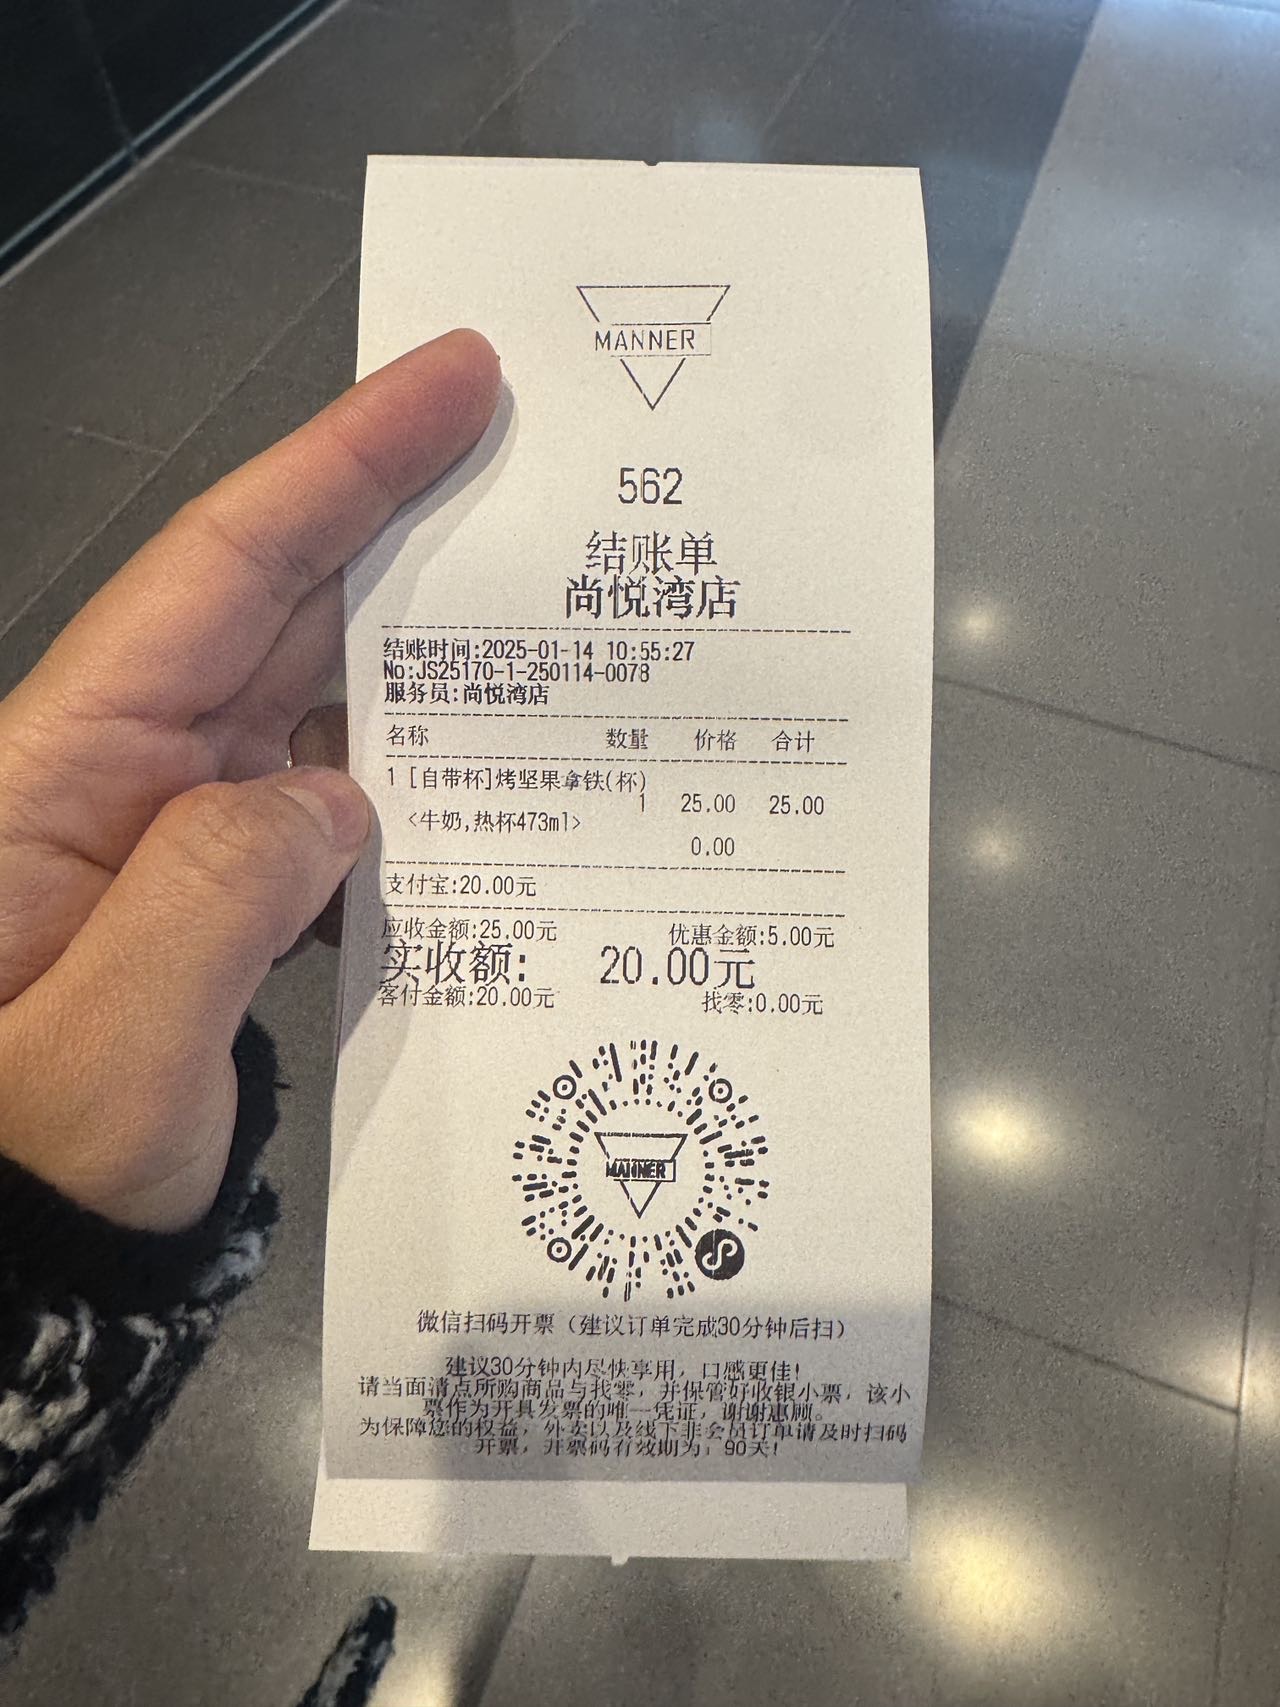 MANNER
562
结账单
尚悦湾店
结账时间:2025-01-14 10:55:27
No:JS25170-1-250114-0078
服务员:尚悦湾店
名称 数量 价格 合计
1 [自带杯]烤坚果拿铁(杯)
1 25.00 25.00
<牛奶,热杯473ml>
0.00
支付宝:20.00元
应收金额:25.00元 优惠金额:5.00元
实收额: 20.00元
客付金额:20.00元 找零:0.00元
MANNER
微信扫码开票（建议订单完成30分钟后扫）
建议30分钟内尽快享用，口感更佳!
请当面清点所购商品与找零，并保管好收银小票，该小
票作为开具发票的唯一凭证，谢谢惠顾。
为保障您的权益，外卖以及线下非会员订单请及时扫码
开票，开票码有效期为：90天!